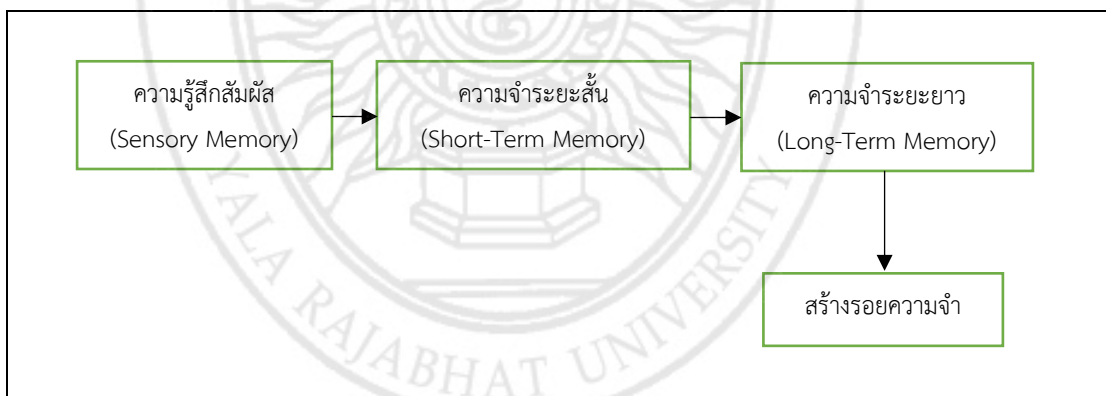 ความรู้สึกสัมผัส
(Sensory Memory)
ความจำระยะสั้น
(Short-Term Memory)
ความจำระยะยาว
(Long-Term Memory)
สร้างรอยความจำ
YALA RAJABHAT UNIVERSITY